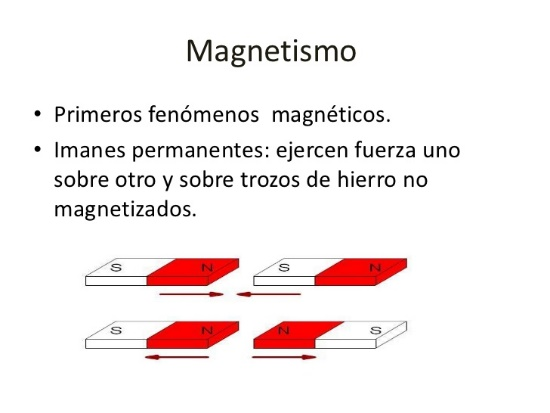 Magnetismo
• Primeros fenómenos  magnéticos.
• Imanes permanentes: ejercen fuerza uno
sobre otro y sobre trozos de hierro no
magnetizados.
S N S N
S N N S